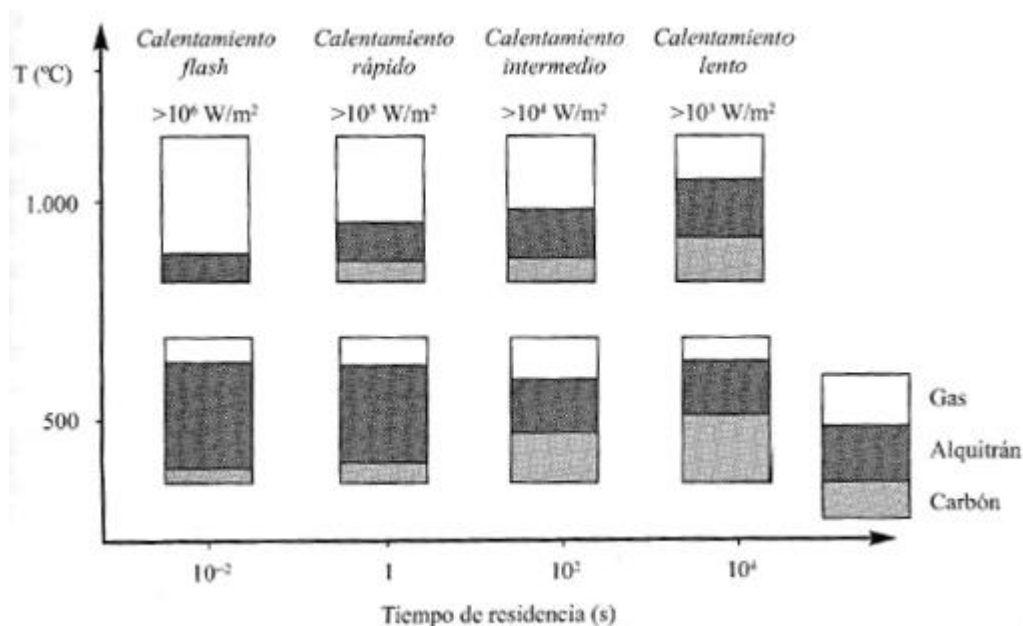 Calentamiento flash
Calentamiento rápido
Calentamiento intermedio
Calentamiento lento
T (ºC)
>10⁶ W/m²
>10⁵ W/m²
>10⁴ W/m²
>10³ W/m²
1.000
500
Gas
Alquitrán
Carbón
10⁻²
1
10²
10⁴
Tiempo de residencia (s)